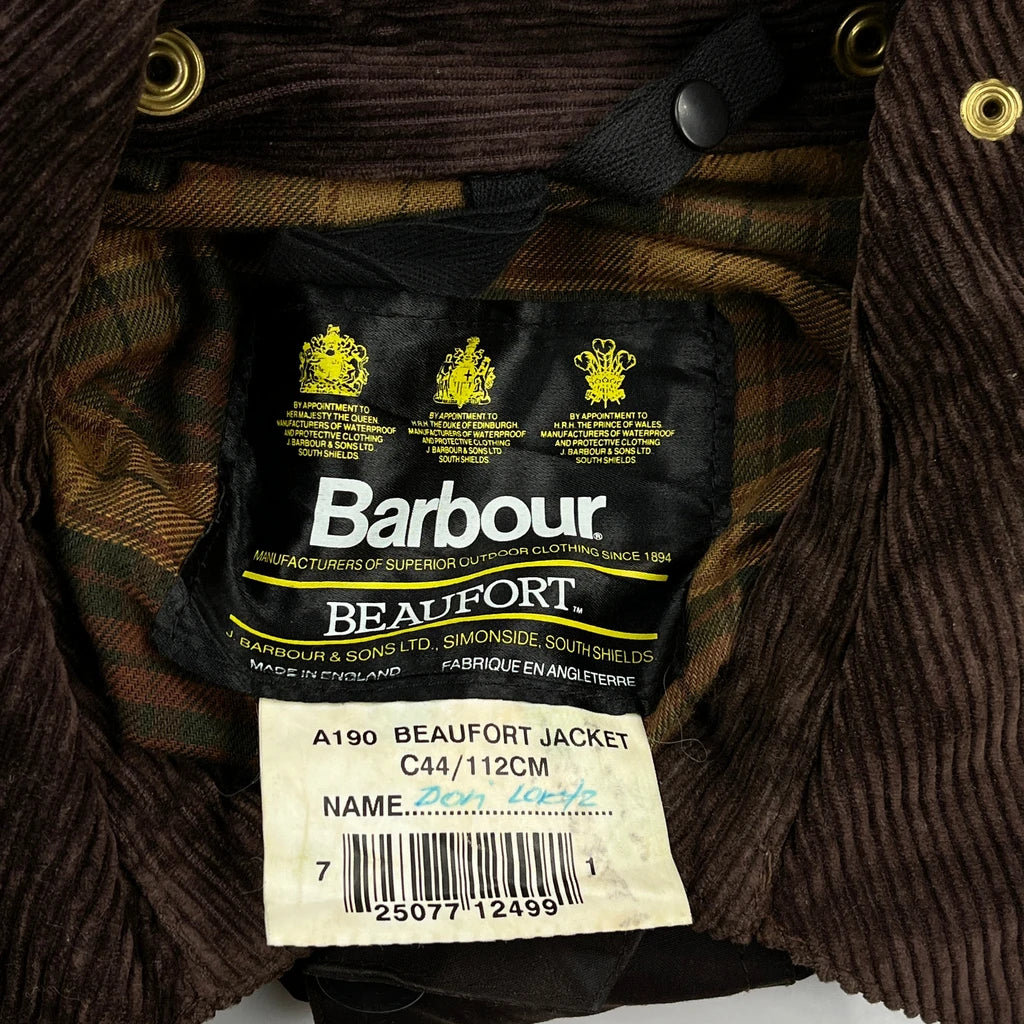 BY APPOINTMENT TO
HER MAJESTY THE QUEEN
MANUFACTURERS OF WATERPROOF
AND PROTECTIVE CLOTHING
J. BARBOUR & SONS LTD.
SOUTH SHIELDS.
BY APPOINTMENT TO
H.R.H. THE DUKE OF EDINBURGH
MANUFACTURERS OF WATERPROOF
AND PROTECTIVE CLOTHING
J. BARBOUR & SONS LTD.
SOUTH SHIELDS.
BY APPOINTMENT TO
H.R.H. THE PRINCE OF WALES
MANUFACTURERS OF WATERPROOF
AND PROTECTIVE CLOTHING
J. BARBOUR & SONS LTD.
SOUTH SHIELDS
Barbour®
MANUFACTURERS OF SUPERIOR OUTDOOR CLOTHING SINCE 1894
BEAUFORT™
J. BARBOUR & SONS LTD., SIMONSIDE, SOUTH SHIELDS
MADE IN ENGLAND FABRIQUE EN ANGLETERRE
A190 BEAUFORT JACKET
C44/112CM
NAME.. Don
7 25077 12499 1